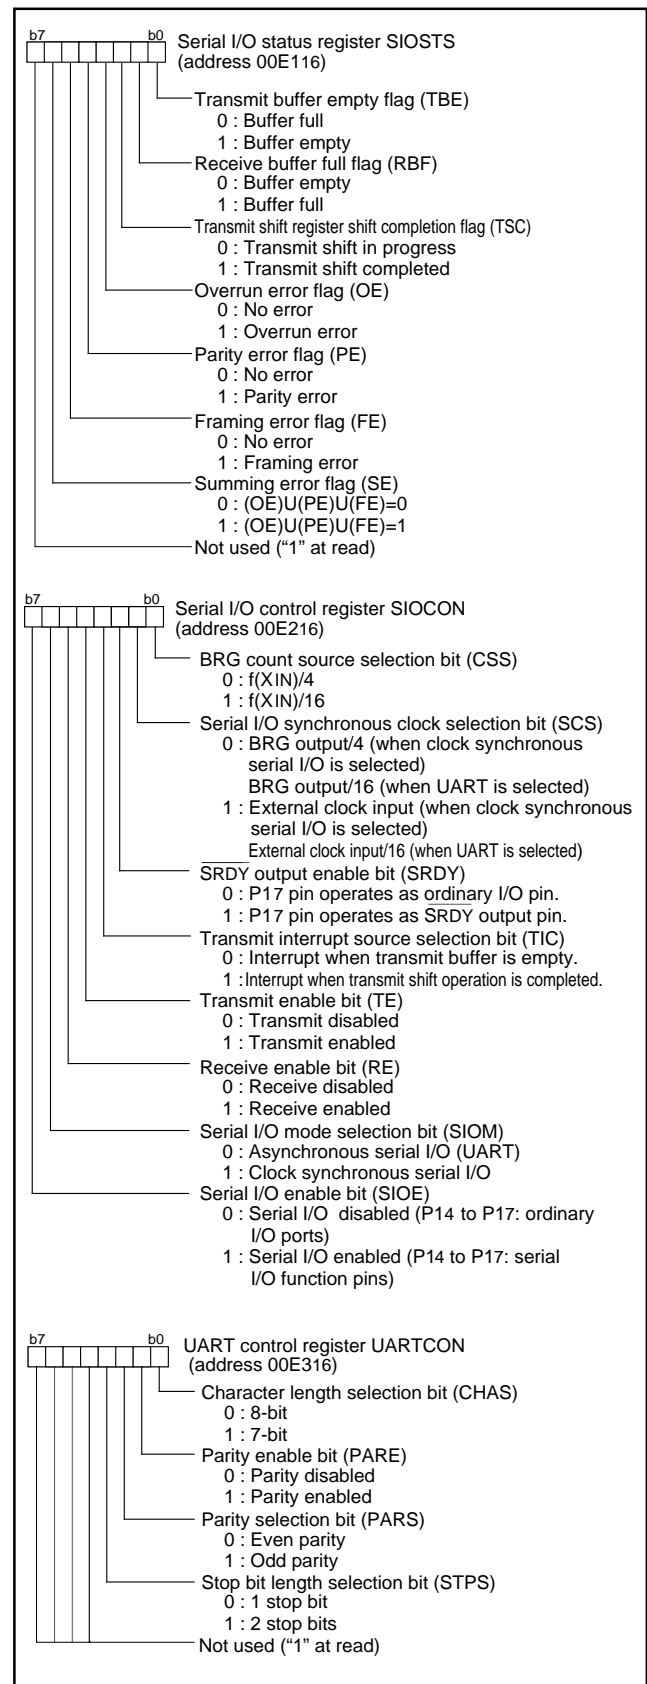 b7 b0 Serial I/O status register SIOSTS
(address 00E116)
Transmit buffer empty flag (TBE)
0 : Buffer full
1 : Buffer empty
Receive buffer full flag (RBF)
0 : Buffer empty
1 : Buffer full
Transmit shift register shift completion flag (TSC)
0 : Transmit shift in progress
1 : Transmit shift completed
Overrun error flag (OE)
0 : No error
1 : Overrun error
Parity error flag (PE)
0 : No error
1 : Parity error
Framing error flag (FE)
0 : No error
1 : Framing error
Summing error flag (SE)
0 : (OE)U(PE)U(FE)=0
1 : (OE)U(PE)U(FE)=1
Not used (“1” at read)
b7 b0 Serial I/O control register SIOCON
(address 00E216)
BRG count source selection bit (CSS)
0 : f(XIN)/4
1 : f(XIN)/16
Serial I/O synchronous clock selection bit (SCS)
0 : BRG output/4 (when clock synchronous
serial I/O is selected)
BRG output/16 (when UART is selected)
1 : External clock input (when clock synchronous
serial I/O is selected)
External clock input/16 (when UART is selected)
SRDY output enable bit (SRDY)
0 : P17 pin operates as ordinary I/O pin.
1 : P17 pin operates as SRDY output pin.
Transmit interrupt source selection bit (TIC)
0 : Interrupt when transmit buffer is empty.
1 : Interrupt when transmit shift operation is completed.
Transmit enable bit (TE)
0 : Transmit disabled
1 : Transmit enabled
Receive enable bit (RE)
0 : Receive disabled
1 : Receive enabled
Serial I/O mode selection bit (SIOM)
0 : Asynchronous serial I/O (UART)
1 : Clock synchronous serial I/O
Serial I/O enable bit (SIOE)
0 : Serial I/O disabled (P14 to P17: ordinary
I/O ports)
1 : Serial I/O enabled (P14 to P17: serial
I/O function pins)
b7 b0 UART control register UARTCON
(address 00E316)
Character length selection bit (CHAS)
0 : 8-bit
1 : 7-bit
Parity enable bit (PARE)
0 : Parity disabled
1 : Parity enabled
Parity selection bit (PARS)
0 : Even parity
1 : Odd parity
Stop bit length selection bit (STPS)
0 : 1 stop bit
1 : 2 stop bits
Not used (“1” at read)